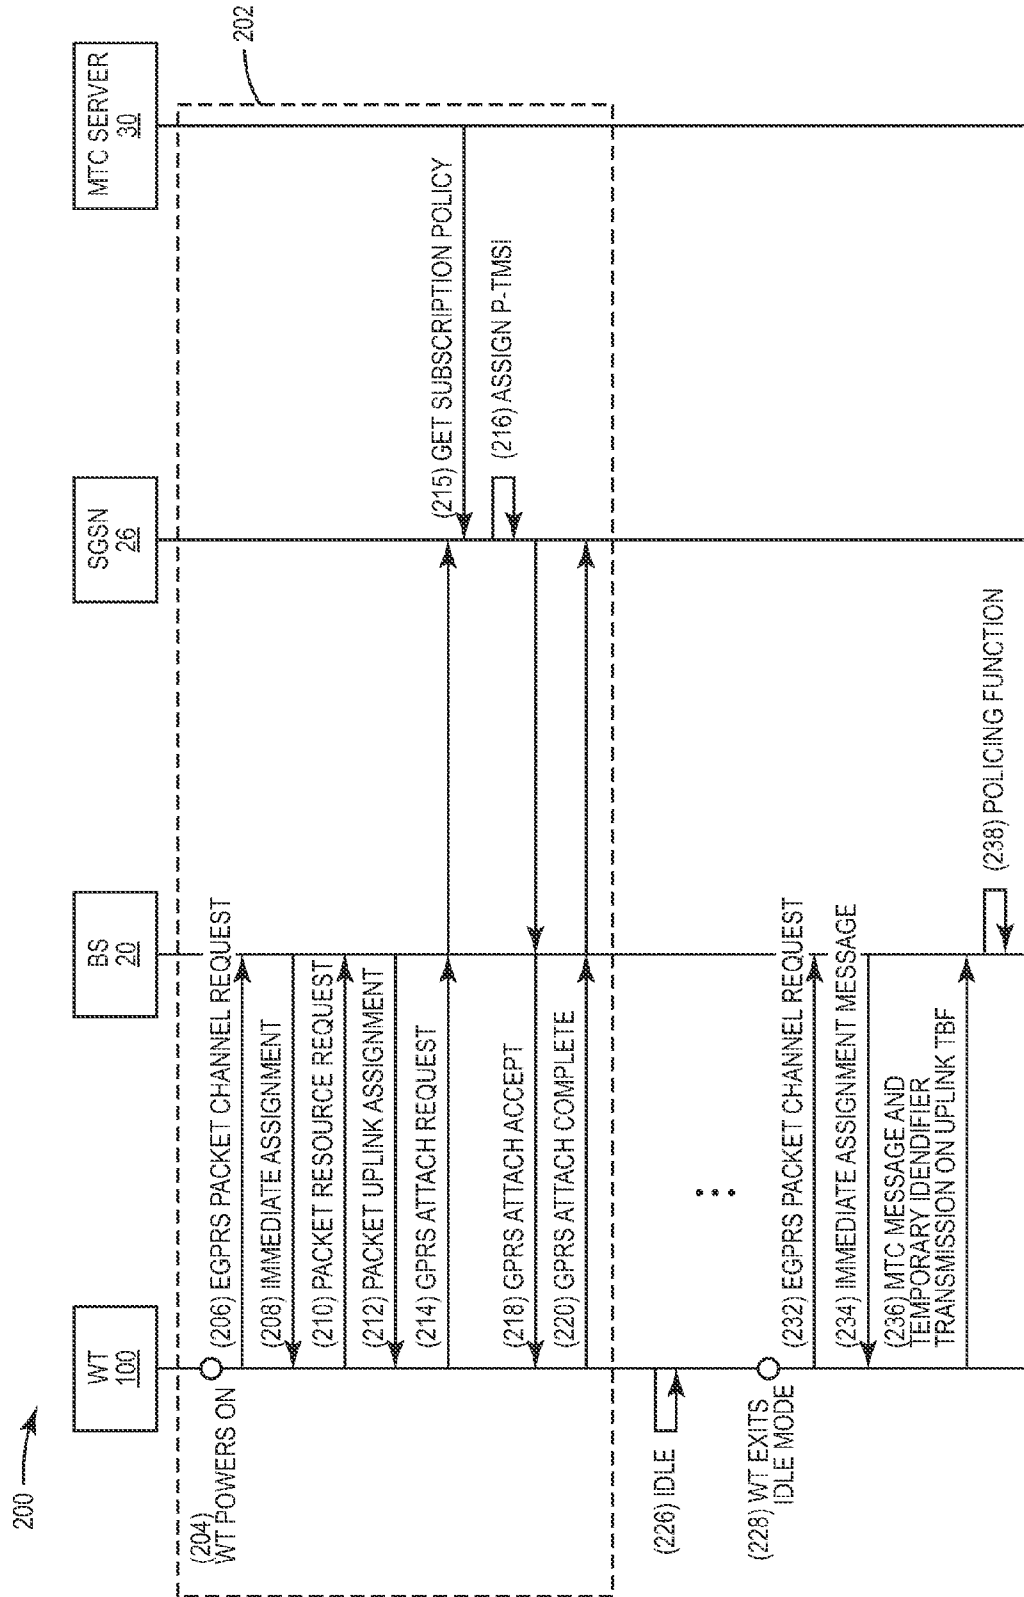 200
WT
100
BS
20
SGSN
26
MTC SERVER
30
202
(204)
WT POWERS ON
(206) EGPRS PACKET CHANNEL REQUEST
(208) IMMEDIATE ASSIGNMENT
(210) PACKET RESOURCE REQUEST
(212) PACKET UPLINK ASSIGNMENT
(214) GPRS ATTACH REQUEST
(215) GET SUBSCRIPTION POLICY
(216) ASSIGN P-TMSI
(218) GPRS ATTACH ACCEPT
(220) GPRS ATTACH COMPLETE
(226) IDLE
(228) WT EXITS
IDLE MODE
(232) EGPRS PACKET CHANNEL REQUEST
(234) IMMEDIATE ASSIGNMENT MESSAGE
(236) MTC MESSAGE AND
TEMPORARY IDENDIFIER
TRANSMISSION ON UPLINK TBF
(238) POLICING FUNCTION